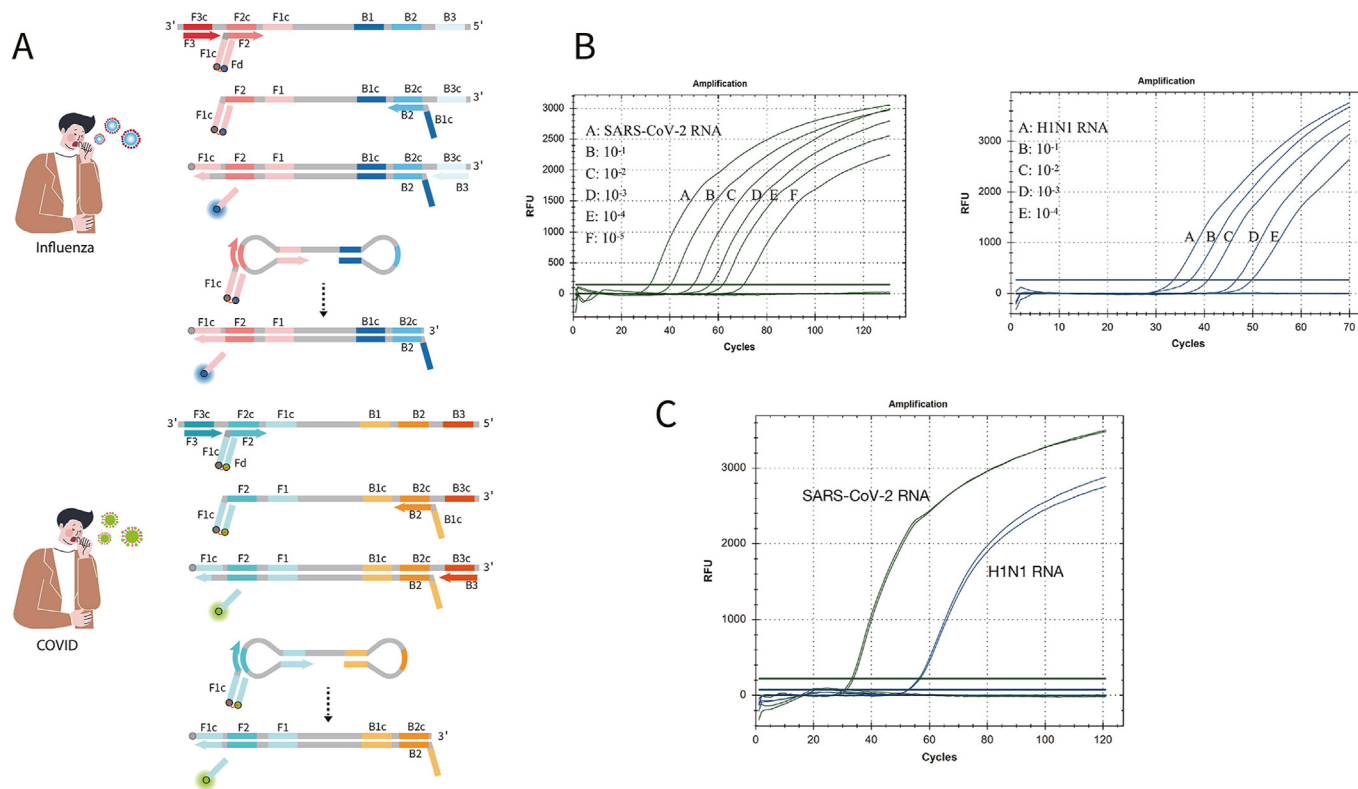 A
3' F3c F2c F1c B1 B2 B3 5'
F3 F2
F1c Fd
F2 F1 B1c B2c B3c 3'
F1c B2 B1c
F1c F2 F1 B1c B2c B3c 3'
B2 B3
F1c
F1c F2 F1 B1c B2c 3'
B2
Influenza
3' F3c F2c F1c B1 B2 B3 5'
F3 F2
F1c Fd
F2 F1 B1c B2c B3c 3'
F1c B2 B1c
F1c F2 F1 B1c B2c B3c 3'
B2 B3
F1c
F1c F2 F1 B1c B2c 3'
B2
COVID
B
Amplification
A: SARS-CoV-2 RNA
B: 10⁻¹
C: 10⁻²
D: 10⁻³
E: 10⁻⁴
F: 10⁻⁵
A B C D E F
RFU
3000
2500
2000
1500
1000
500
0
0 20 40 60 80 100 120
Cycles
Amplification
A: H1N1 RNA
B: 10⁻¹
C: 10⁻²
D: 10⁻³
E: 10⁻⁴
A B C D E
RFU
3000
2000
1000
0
0 10 20 30 40 50 60 70
Cycles
C
Amplification
SARS-CoV-2 RNA
H1N1 RNA
RFU
3000
2000
1000
0
0 20 40 60 80 100 120
Cycles